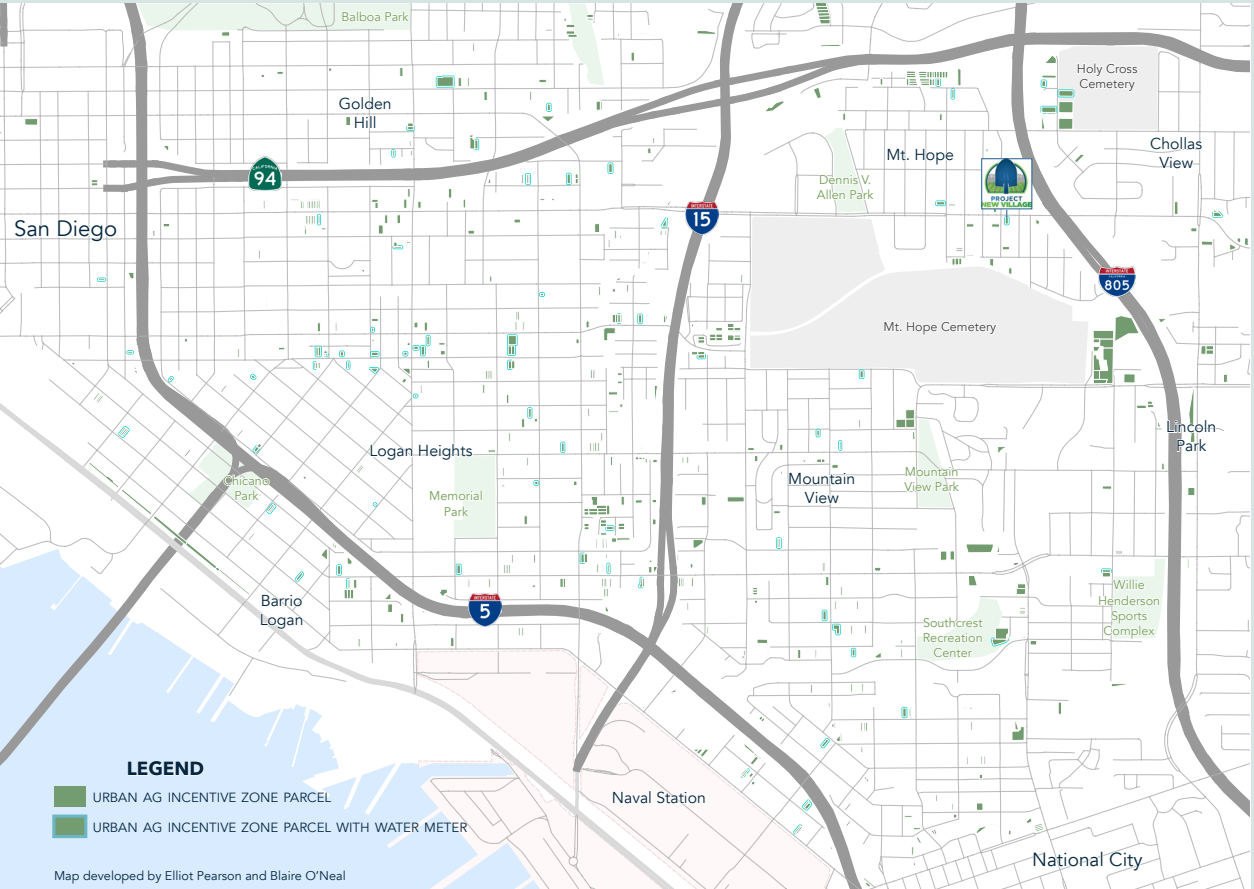 Balboa Park
Holy Cross
Cemetery
Golden
Hill
Chollas
View
Mt. Hope
CALIFORNIA
94
Dennis V.
Allen Park
PROJECT
NEW VILLAGE
INTERSTATE
15
San Diego
INTERSTATE
CALIFORNIA
805
Mt. Hope Cemetery
Lincoln
Park
Logan Heights
Chicano
Park
Memorial
Park
Mountain
View
Mountain
View Park
Barrio
Logan
INTERSTATE
5
Willie
Henderson
Sports
Complex
Southcrest
Recreation
Center
LEGEND
URBAN AG INCENTIVE ZONE PARCEL
URBAN AG INCENTIVE ZONE PARCEL WITH WATER METER
Naval Station
National City
Map developed by Elliot Pearson and Blaire O'Neal